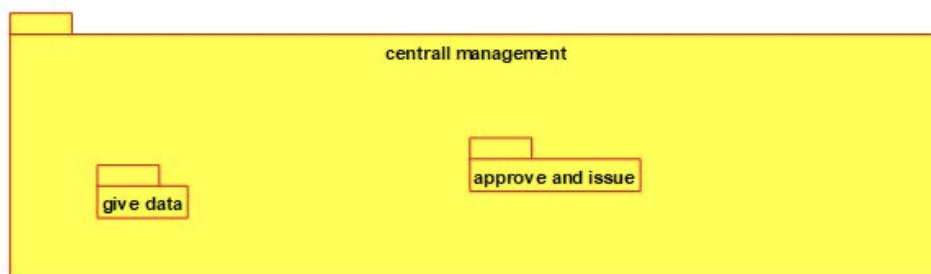 centrall management
approve and issue
give data